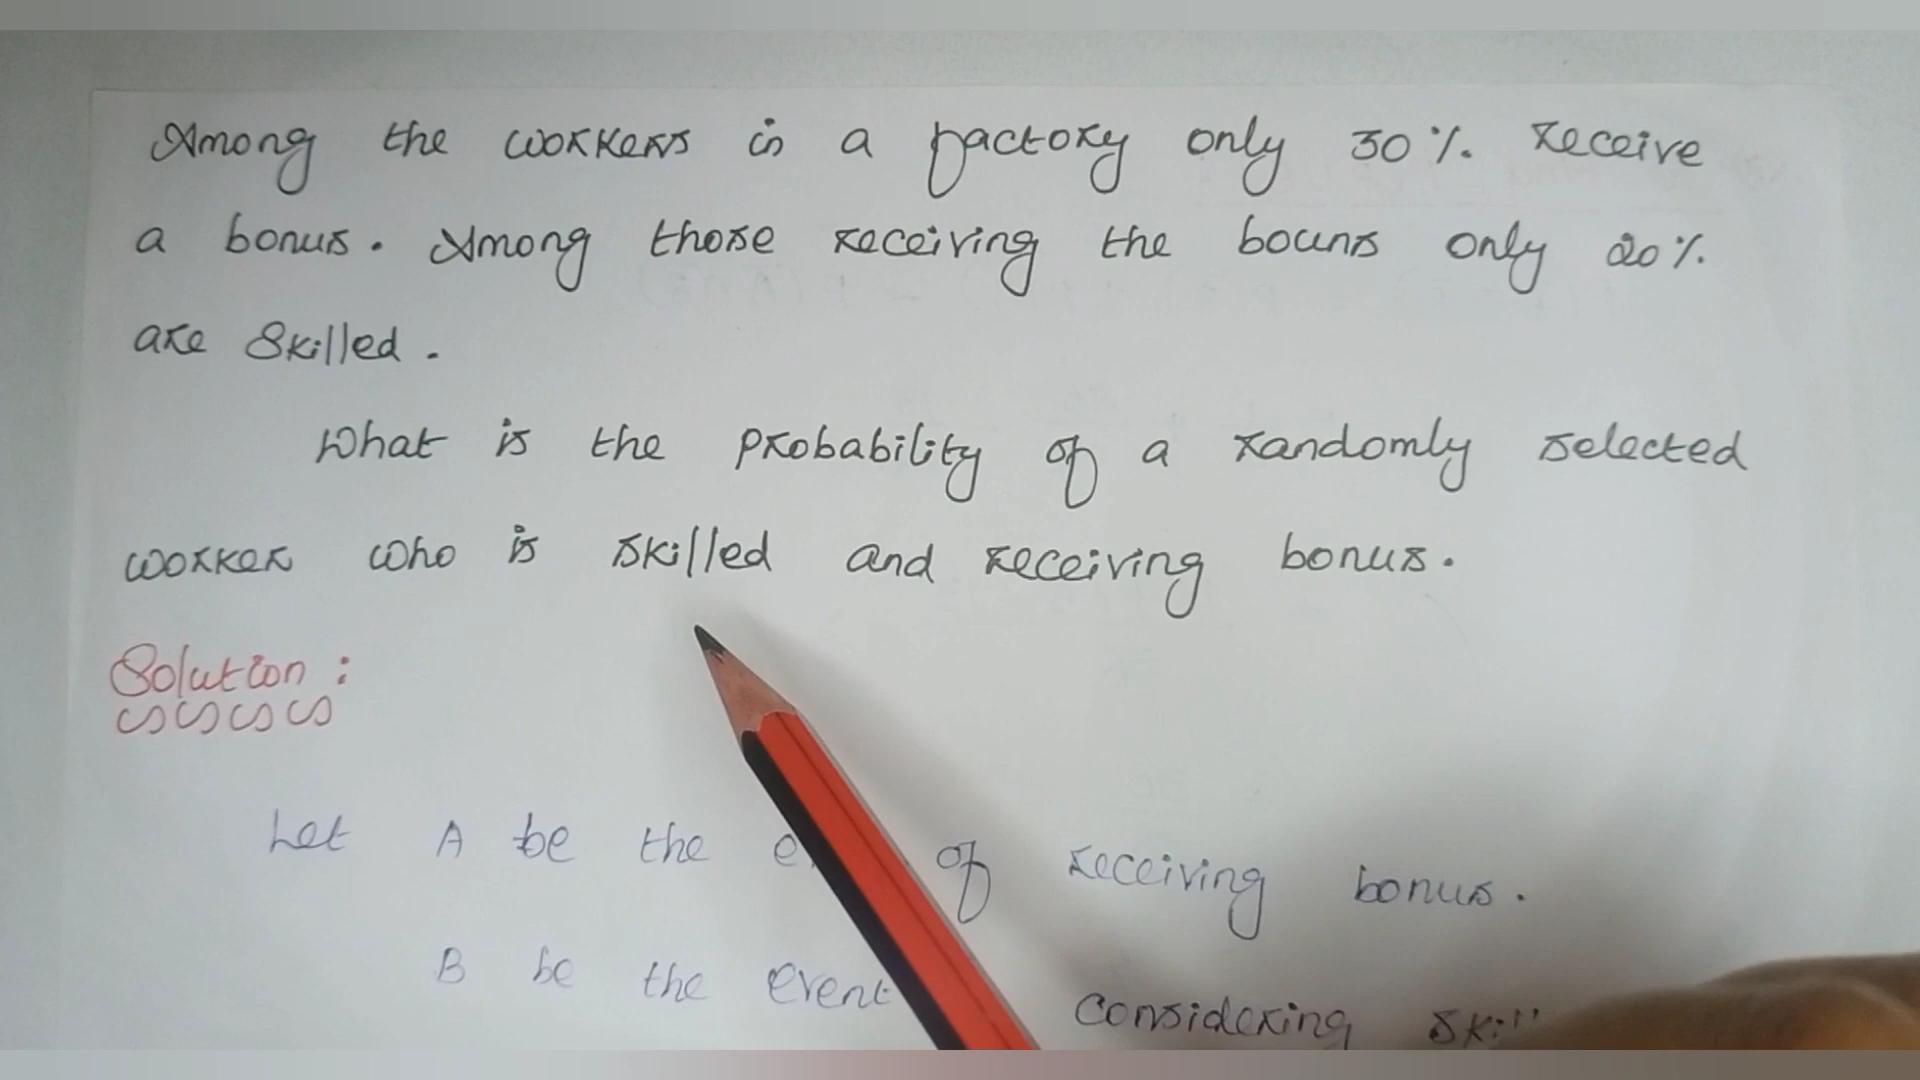 Among the workers in a factory only 30%. receive
a bonus. Among those receiving the bouns only 20%.
are Skilled.
What is the probability of a randomly selected
worker who is skilled and receiving bonus.
Solution:
Let A be the of receiving bonus.
B be the event Considering